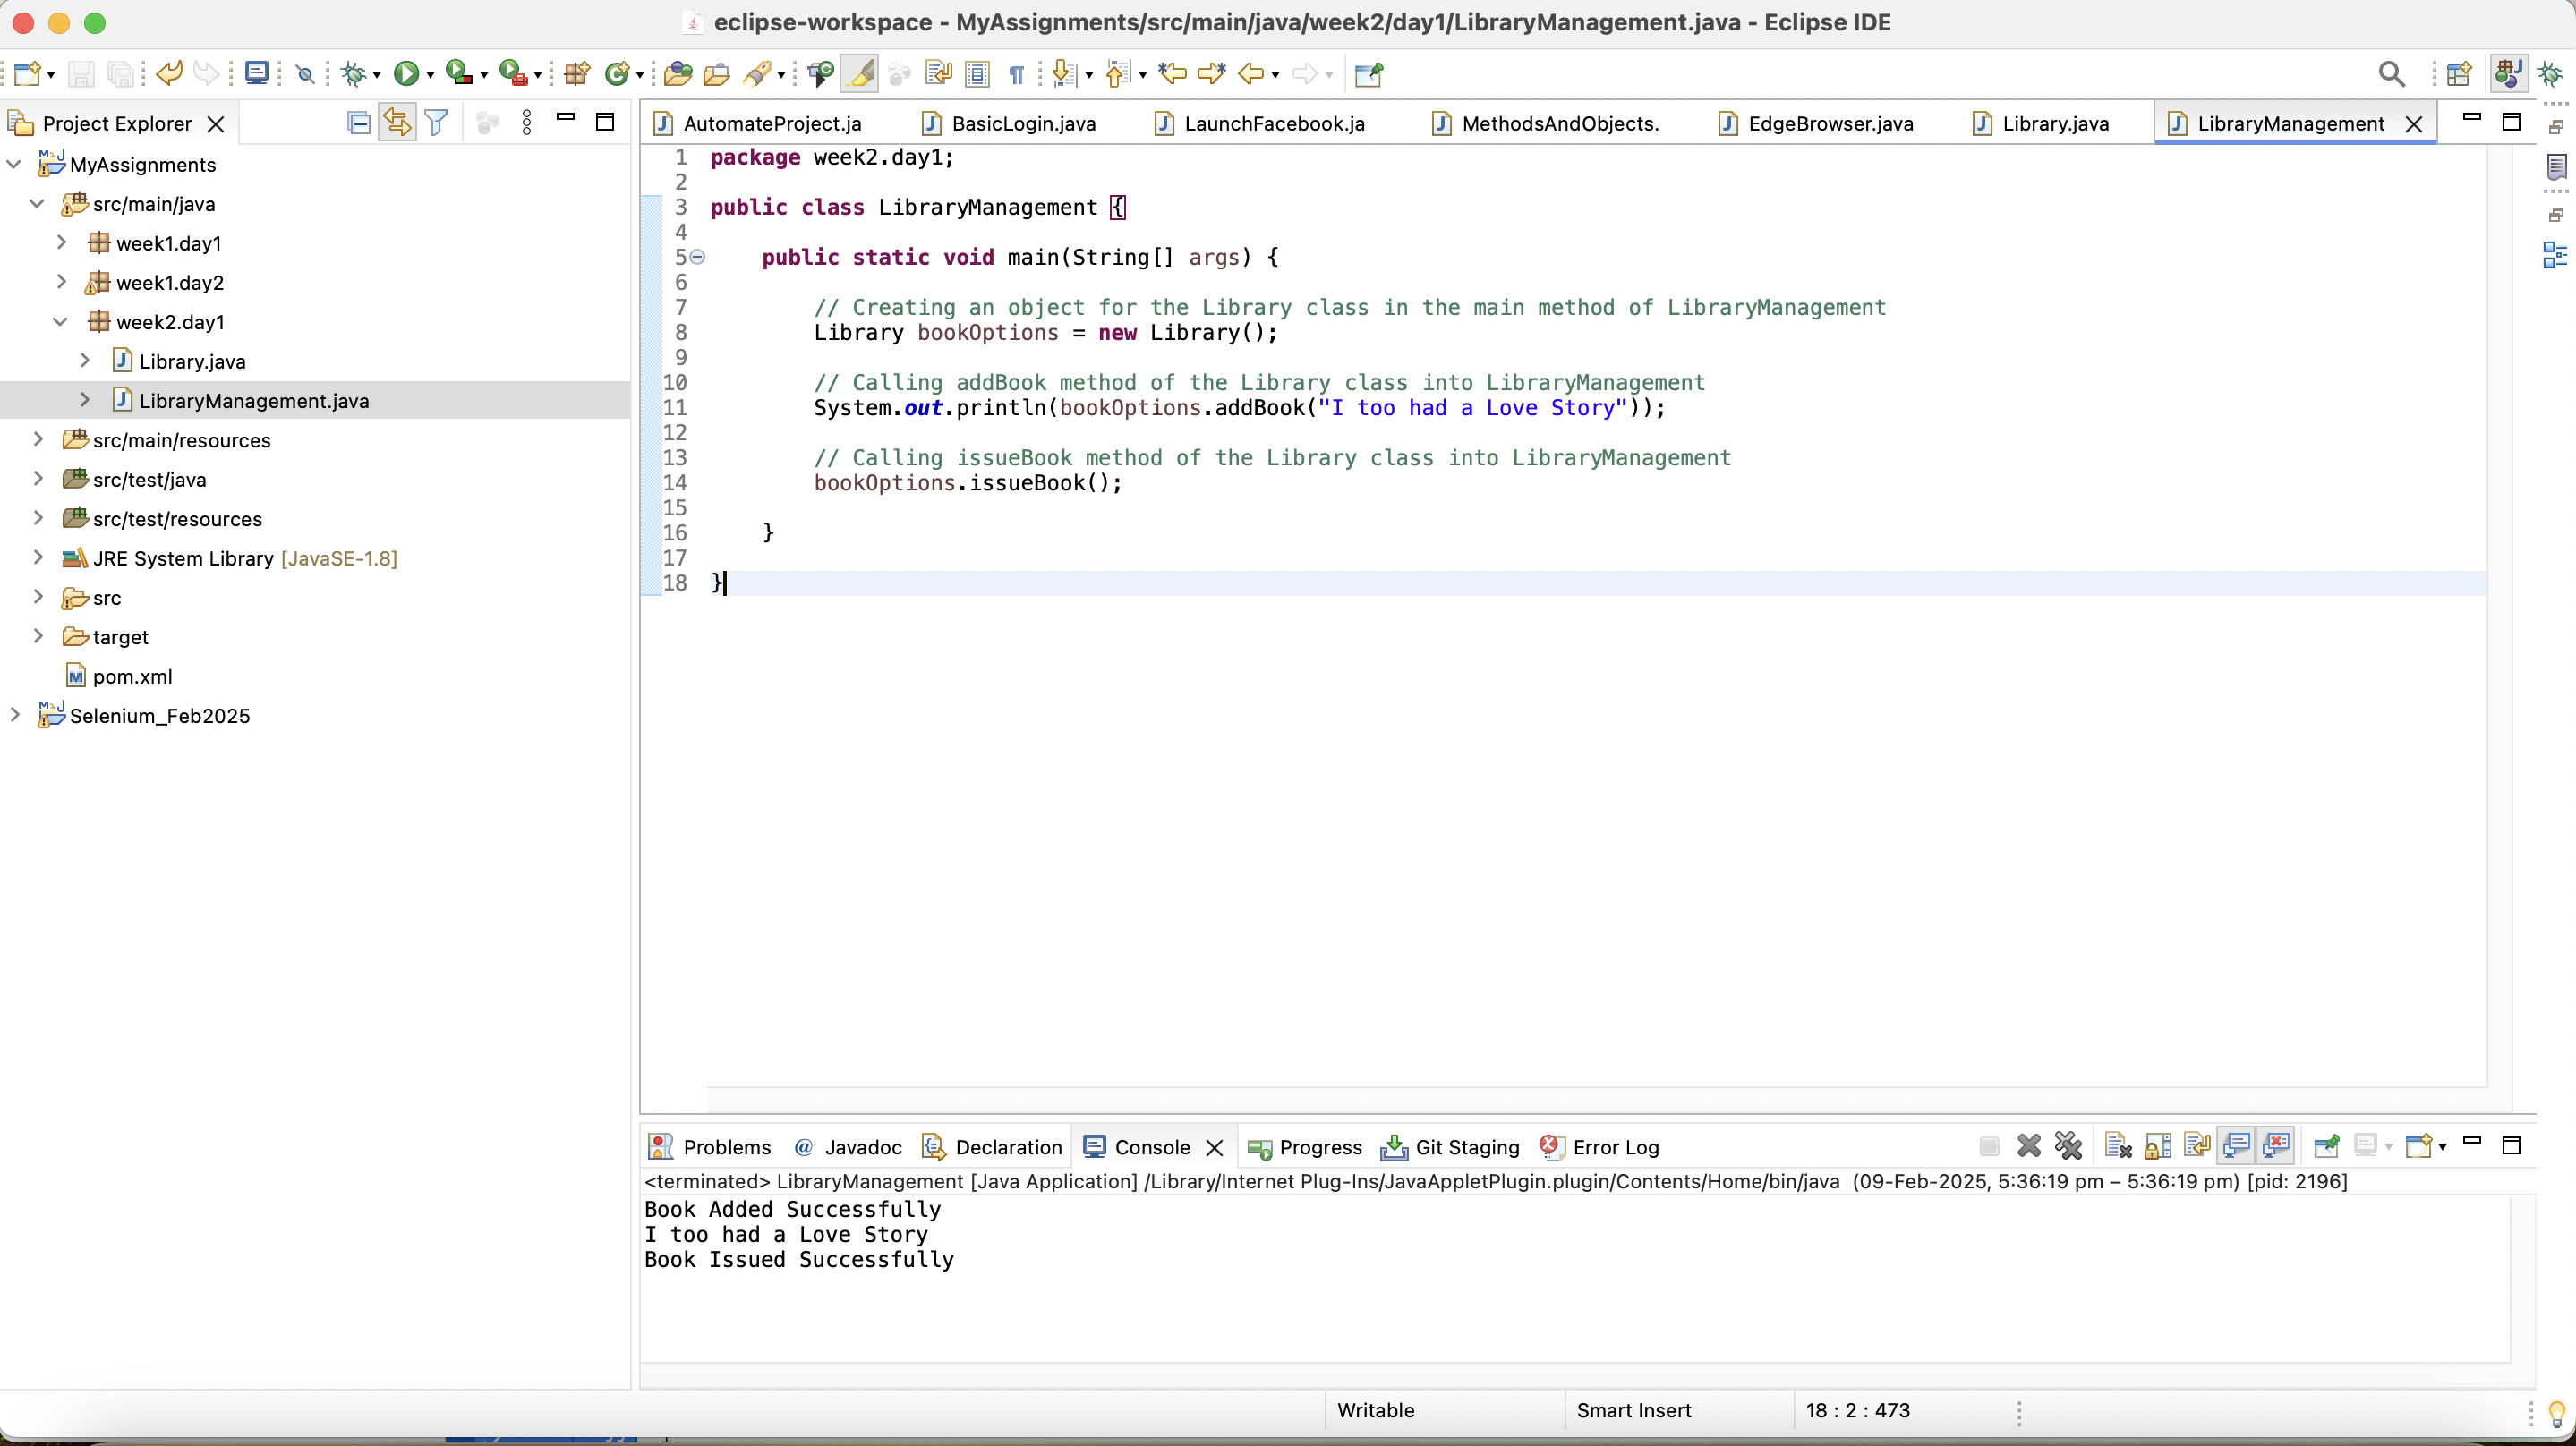 eclipse-workspace - MyAssignments/src/main/java/week2/day1/LibraryManagement.java - Eclipse IDE
Project Explorer
MyAssignments
src/main/java
week1.day1
week1.day2
week2.day1
Library.java
LibraryManagement.java
src/main/resources
src/test/java
src/test/resources
JRE System Library [JavaSE-1.8]
src
target
pom.xml
Selenium_Feb2025
AutomateProject.ja BasicLogin.java LaunchFacebook.ja MethodsAndObjects. EdgeBrowser.java Library.java LibraryManagement
1 package week2.day1;
2
3 public class LibraryManagement {
4
5 public static void main(String[] args) {
6
7 // Creating an object for the Library class in the main method of LibraryManagement
8 Library bookOptions = new Library();
9
10 // Calling addBook method of the Library class into LibraryManagement
11 System.out.println(bookOptions.addBook("I too had a Love Story"));
12
13 // Calling issueBook method of the Library class into LibraryManagement
14 bookOptions.issueBook();
15
16 }
17
18 }
Problems @ Javadoc Declaration Console Progress Git Staging Error Log
<terminated> LibraryManagement [Java Application] /Library/Internet Plug-Ins/JavaAppletPlugin.plugin/Contents/Home/bin/java (09-Feb-2025, 5:36:19 pm – 5:36:19 pm) [pid: 2196]
Book Added Successfully
I too had a Love Story
Book Issued Successfully
Writable Smart Insert 18 : 2 : 473